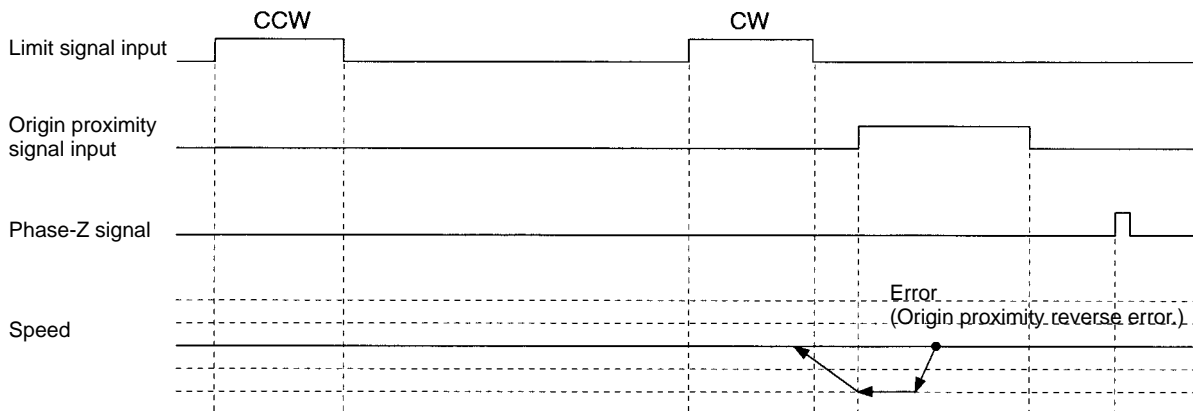 CCW
CW
Limit signal input
Origin proximity
signal input
Phase-Z signal
Error
(Origin proximity reverse error.)
Speed